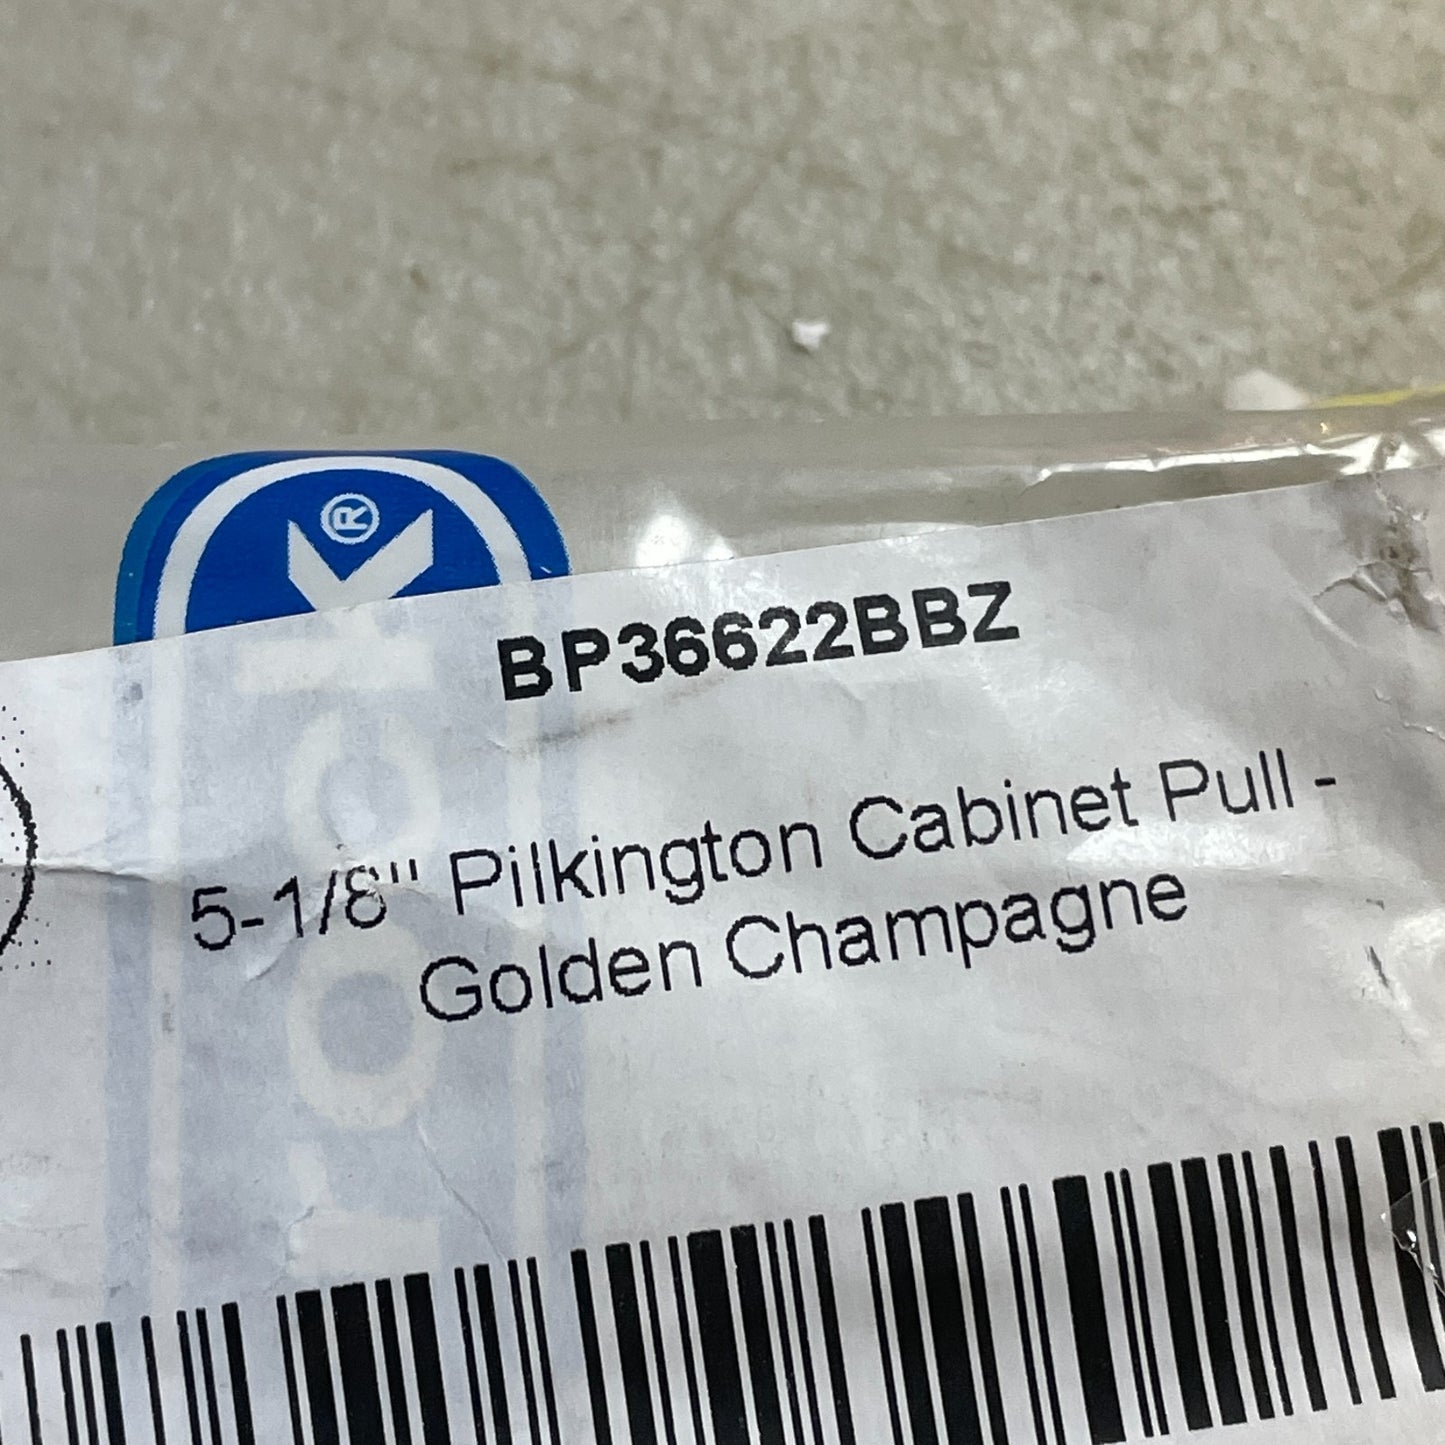 ®
BP36622BBZ
5-1/8" Pilkington Cabinet Pull -
Golden Champagne